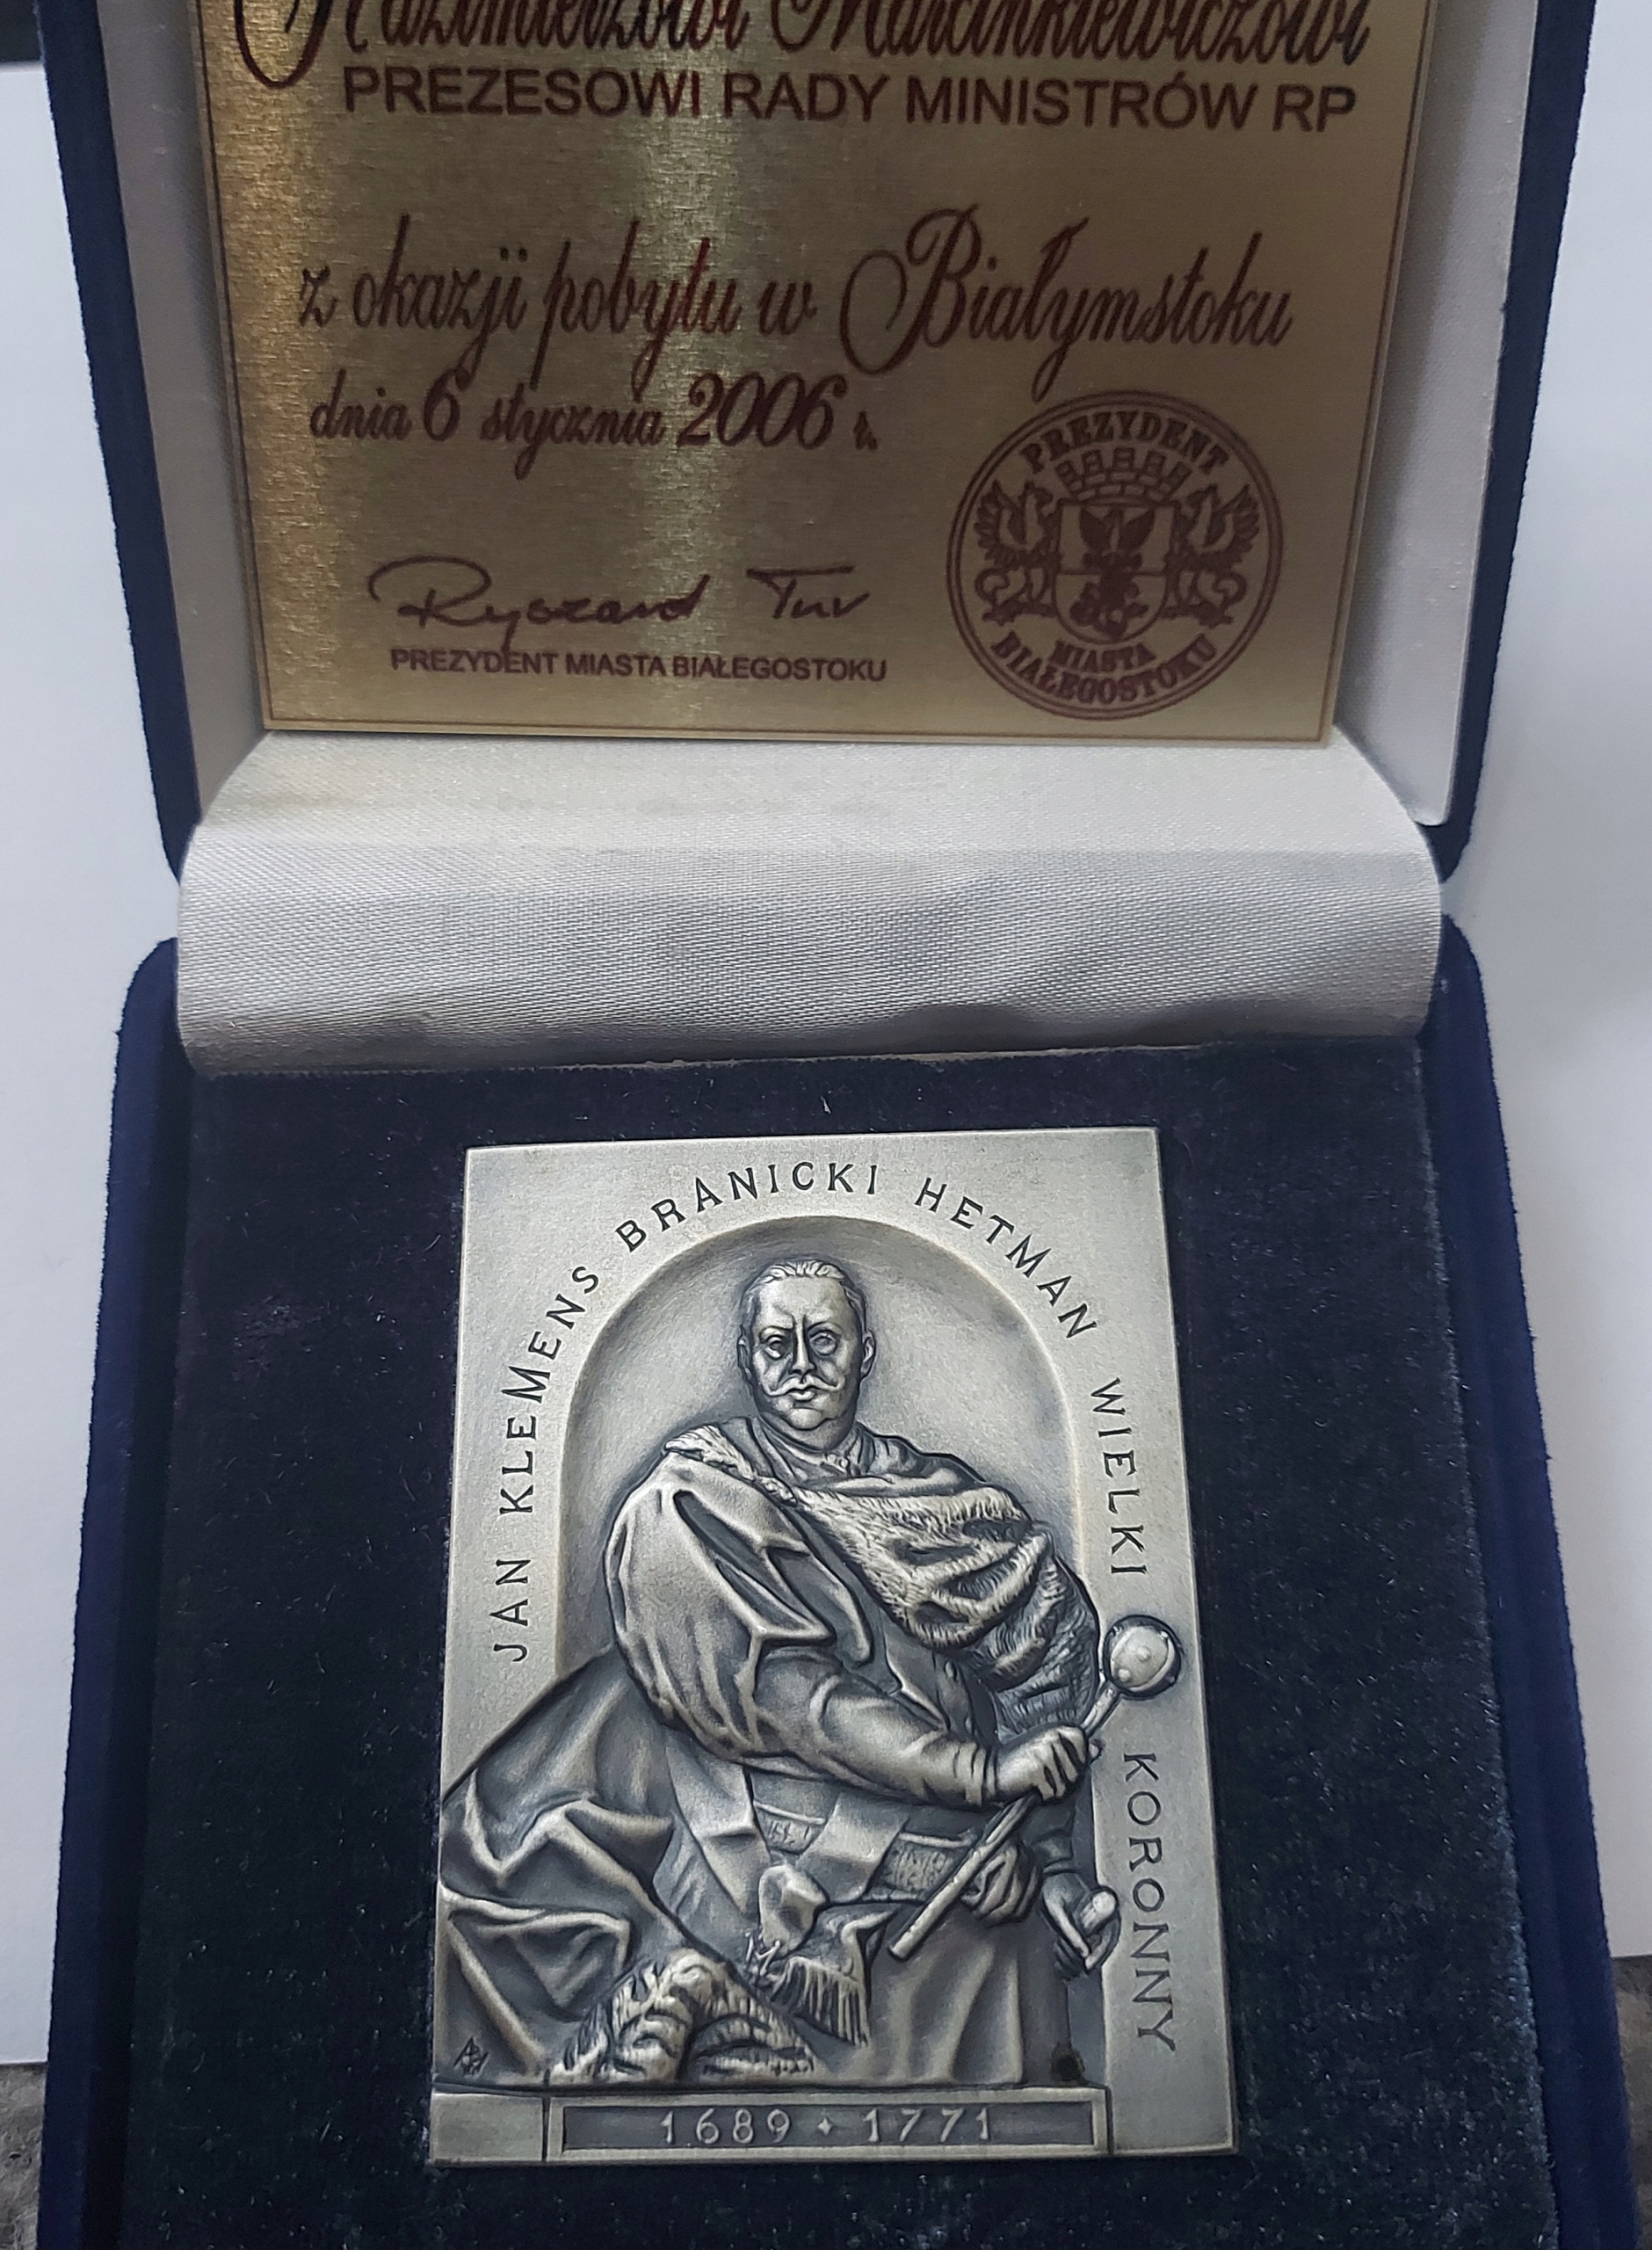 Kazimierzowi Marcinkiewiczowi
PREZESOWI RADY MINISTRÓW RP
z okazji pobytu w Białymstoku
dnia 6 stycznia 2006 r.
Ryszard Tur
PREZYDENT MIASTA BIAŁEGOSTOKU
PREZYDENT
MIASTA
BIAŁEGOSTOKU
JAN KLEMENS BRANICKI HETMAN WIELKI KORONNY
1689 • 1771